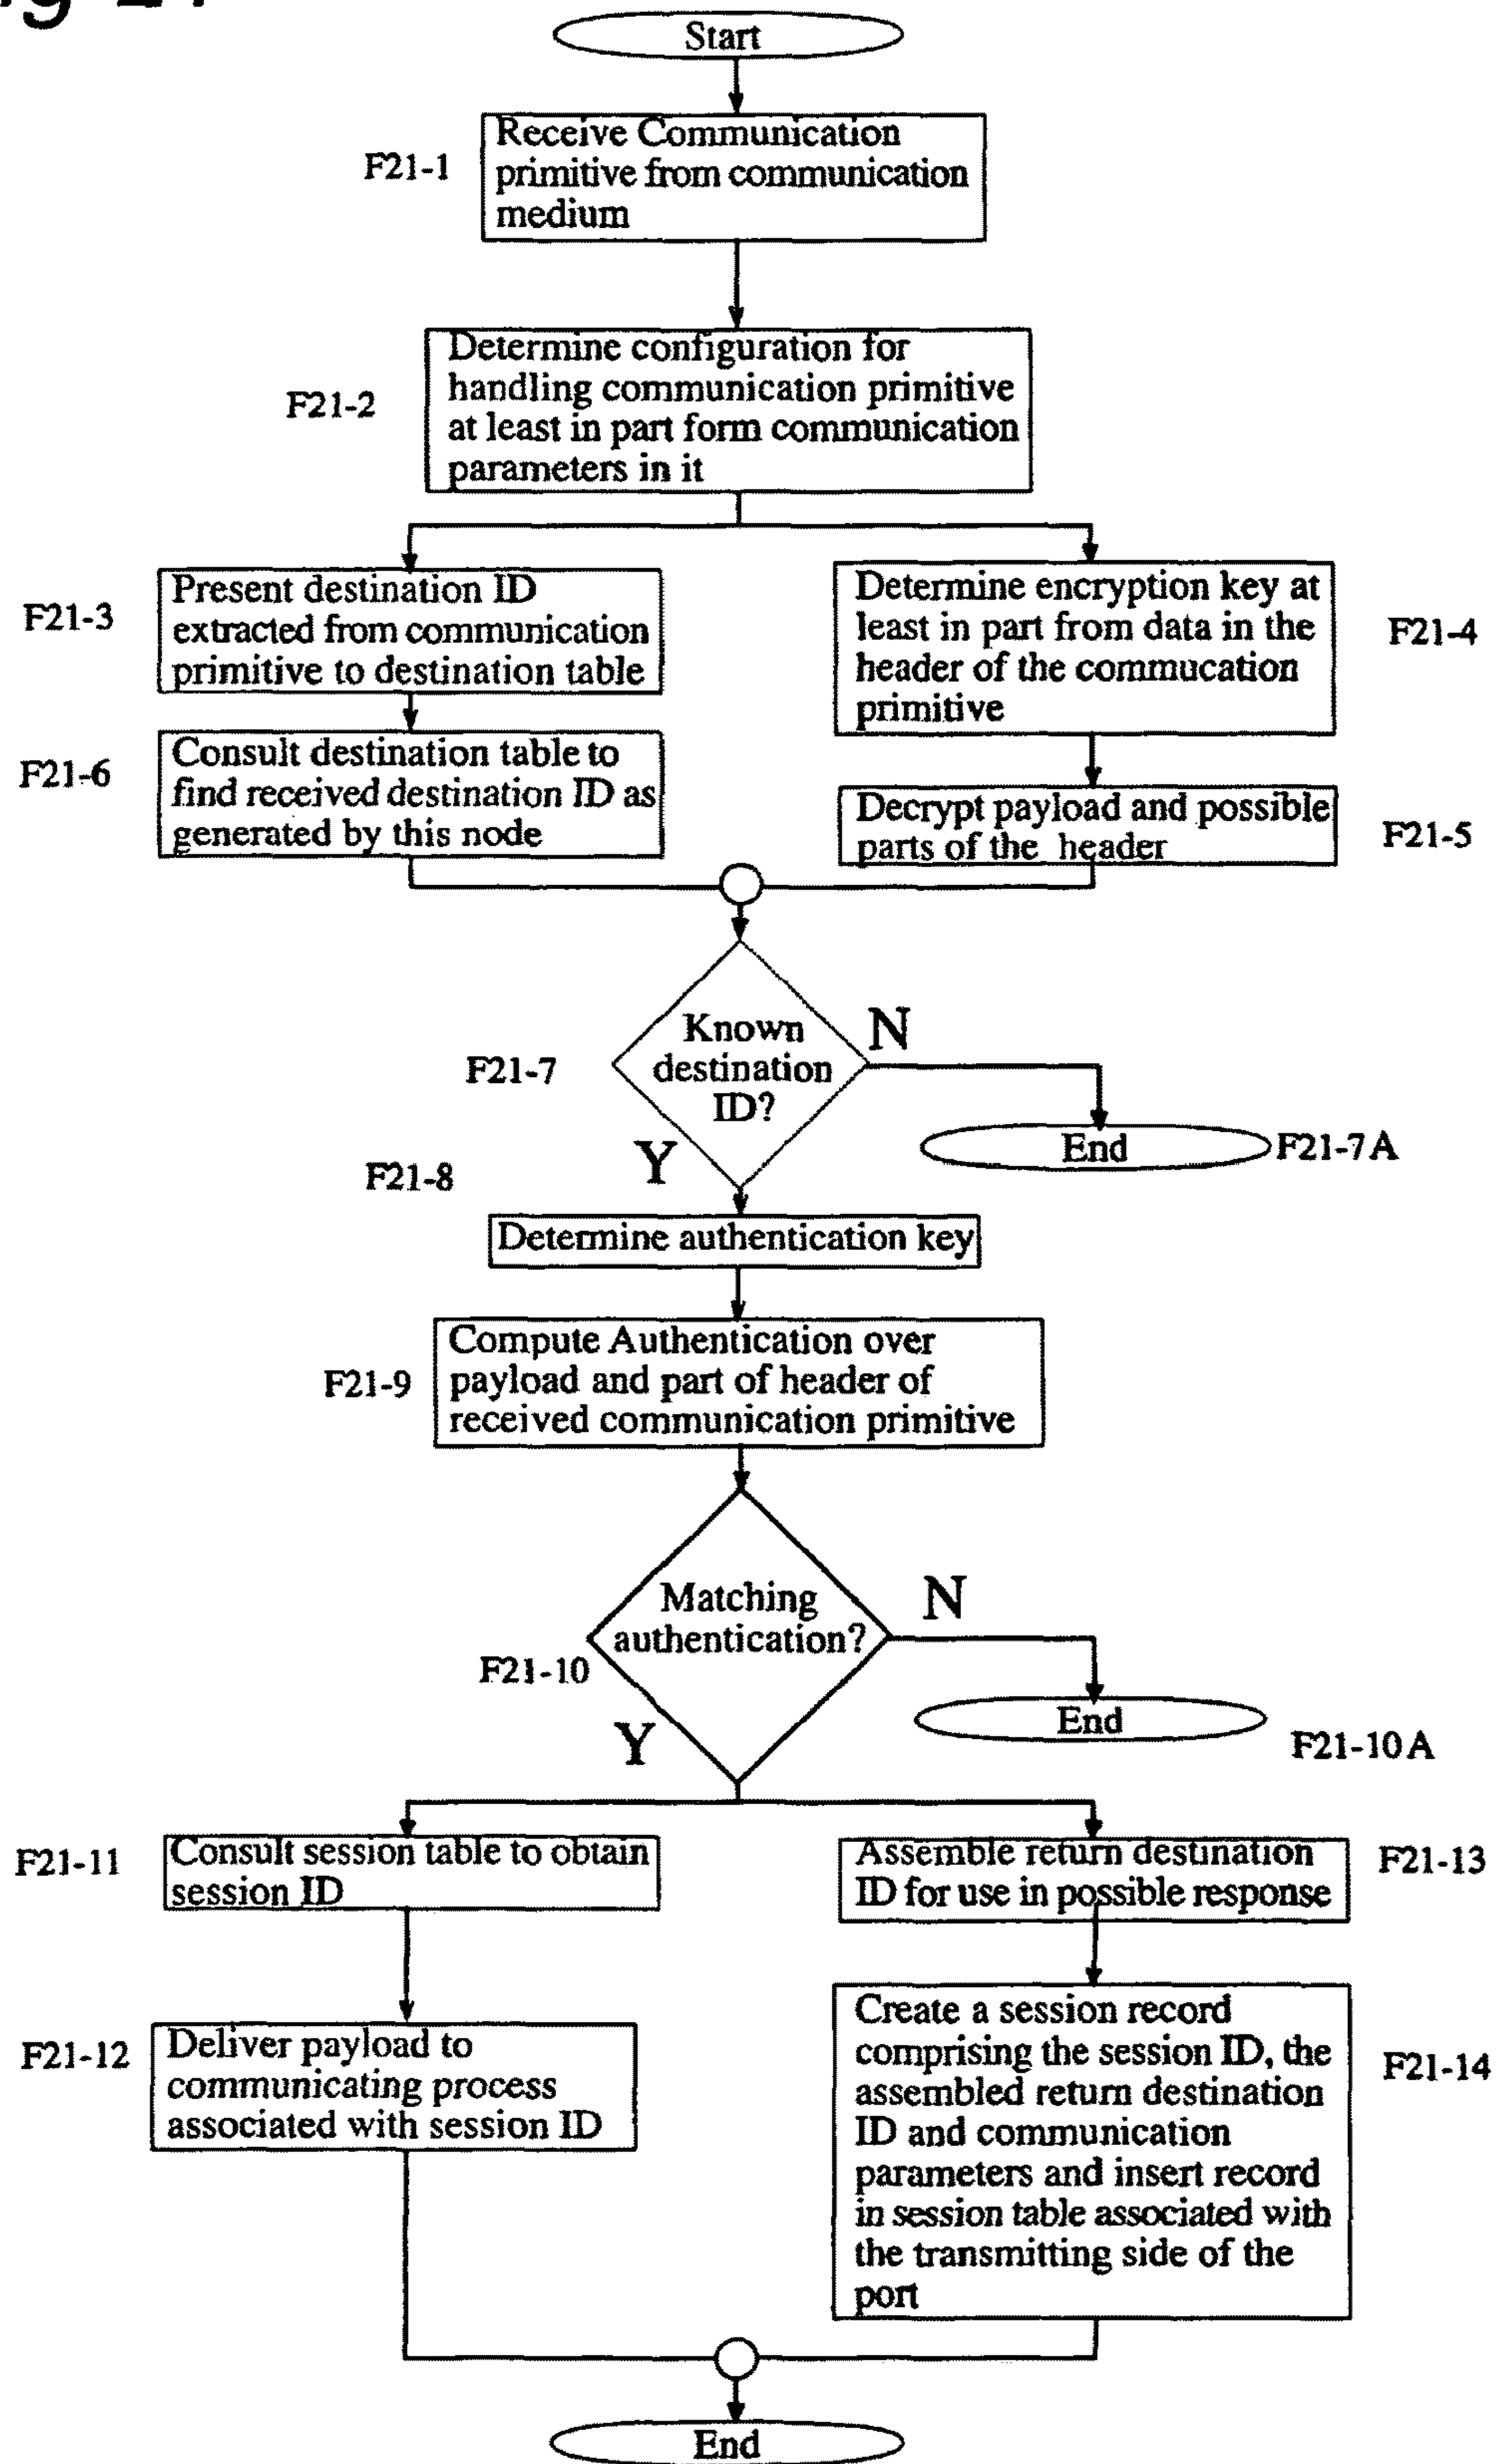 Start
F21-1
Receive Communication
primitive from communication
medium
F21-2
Determine configuration for
handling communication primitive
at least in part form communication
parameters in it
F21-3
Present destination ID
extracted from communication
primitive to destination table
Determine encryption key at
least in part from data in the
header of the commucation
primitive
F21-4
F21-6
Consult destination table to
find received destination ID as
generated by this node
Decrypt payload and possible
parts of the header
F21-5
F21-7
Known
destination
ID?
N
End
F21-7A
Y
F21-8
Determine authentication key
F21-9
Compute Authentication over
payload and part of header of
received communication primitive
F21-10
Matching
authentication?
N
End
F21-10A
Y
F21-11
Consult session table to obtain
session ID
Assemble return destination
ID for use in possible response
F21-13
F21-12
Deliver payload to
communicating process
associated with session ID
Create a session record
comprising the session ID, the
assembled return destination
ID and communication
parameters and insert record
in session table associated with
the transmitting side of the
port
F21-14
End